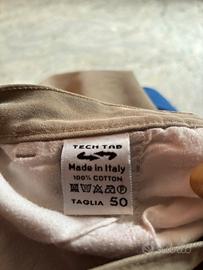 TECH TAB
Made in Italy
100% COTTON
TAGLIA 50